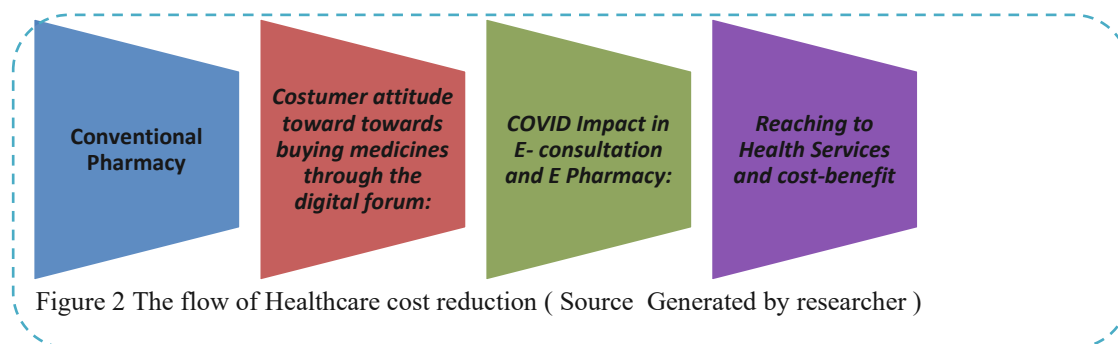 Conventional
Pharmacy
Costumer attitude
toward towards
buying medicines
through the
digital forum:
COVID Impact in
E- consultation
and E Pharmacy:
Reaching to
Health Services
and cost-benefit
Figure 2 The flow of Healthcare cost reduction ( Source Generated by researcher )